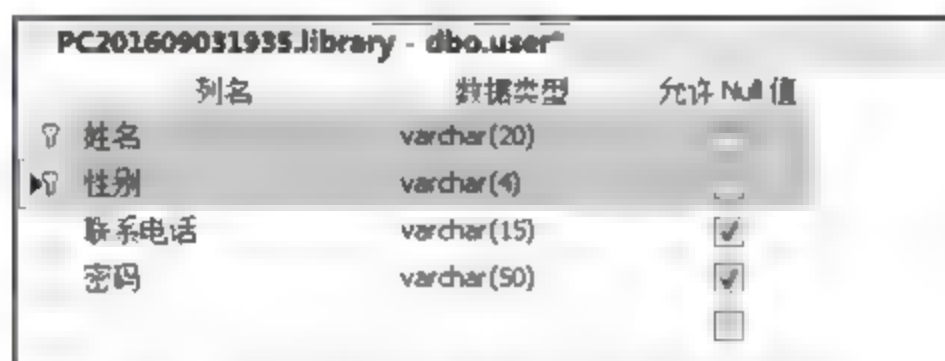 PC201609031935.library - dbo.user*
列名 数据类型 允许 Null 值
姓名 varchar(20)
性别 varchar(4)
联系电话 varchar(15)
密码 varchar(50)